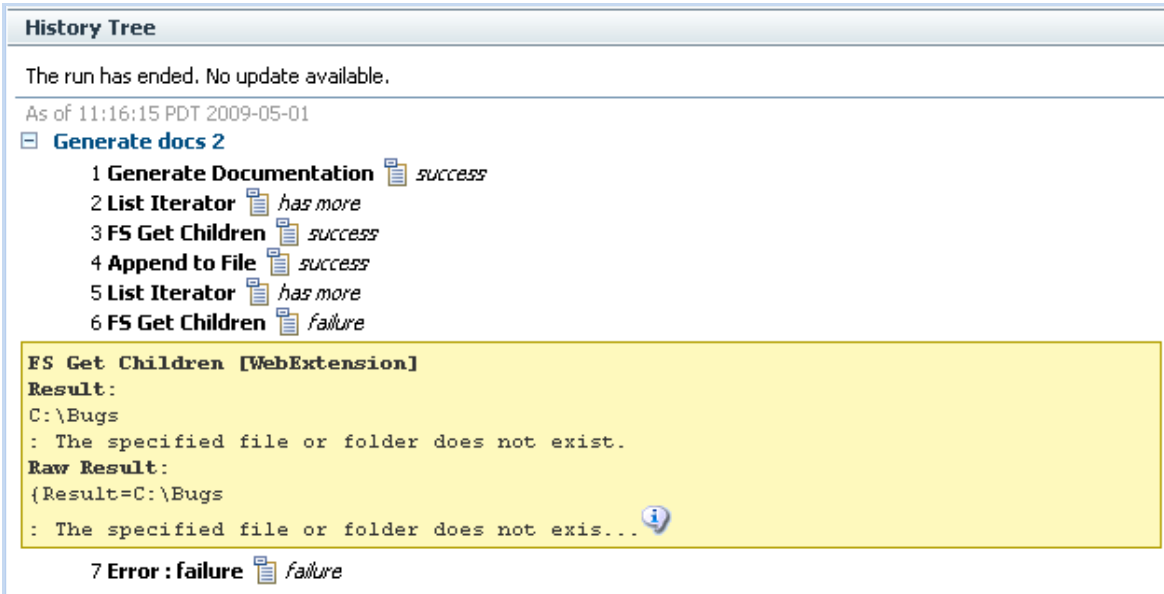 History Tree
The run has ended. No update available.
As of 11:16:15 PDT 2009-05-01
Generate docs 2
1 Generate Documentation success
2 List Iterator has more
3 FS Get Children success
4 Append to File success
5 List Iterator has more
6 FS Get Children failure
FS Get Children [WebExtension]
Result:
C:\Bugs
: The specified file or folder does not exist.
Raw Result:
{Result=C:\Bugs
: The specified file or folder does not exis...
7 Error : failure failure